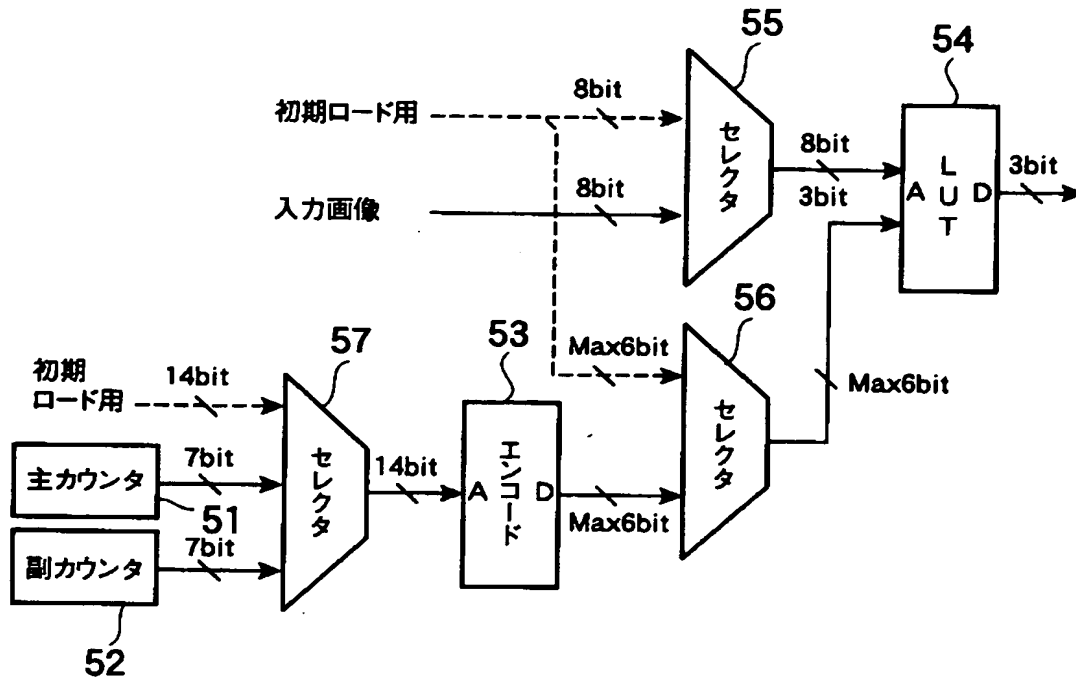 55
54
初期ロード用
8bit
セレクタ
8bit
3bit
A
LUT
D
3bit
入力画像
8bit
56
57
53
Max6bit
セレクタ
Max6bit
初期
ロード用
14bit
セレクタ
14bit
A
エンコード
D
Max6bit
主カウンタ
7bit
51
副カウンタ
7bit
52